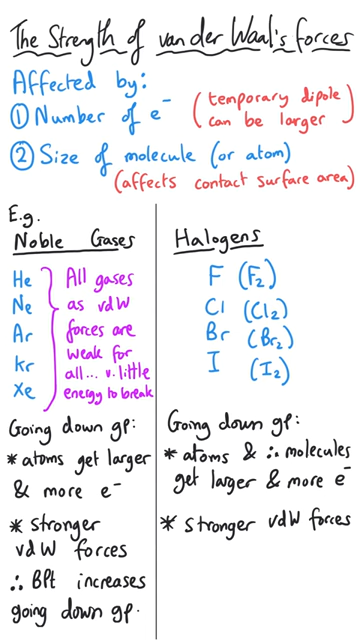 The Strength of van der Waal's forces
Affected by:
① Number of e⁻ (temporary dipole can be larger)
② Size of molecule (or atom)
(affects contact surface area)
E.g.
Noble Gases
He
Ne
Ar
Kr
Xe
All gases
as vdW
forces are
weak for
all... v. little
energy to break
Going down gp:
* atoms get larger
& more e⁻
* stronger
vdW forces
∴ BPt increases
going down gp.
Halogens
F (F₂)
Cl (Cl₂)
Br (Br₂)
I (I₂)
Going down gp:
* atoms & ∴ molecules
get larger & more e⁻
* stronger vdW forces